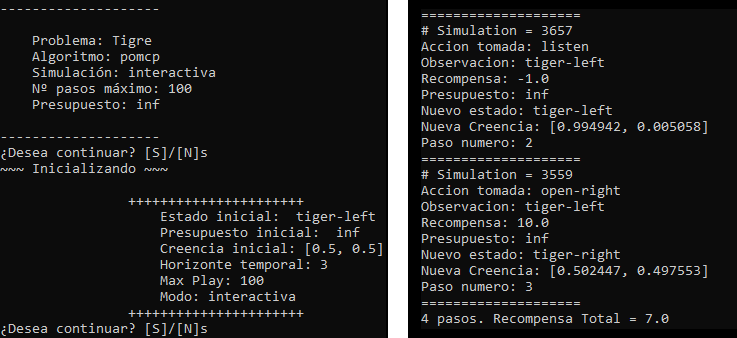 --------------------
Problema: Tigre
Algoritmo: pomcp
Simulación: interactiva
Nº pasos máximo: 100
Presupuesto: inf
--------------------
¿Desea continuar? [S]/[N]s
~~~ Inicializando ~~~
++++++++++++++++++++++
Estado inicial:  tiger-left
Presupuesto inicial:  inf
Creencia inicial: [0.5, 0.5]
Horizonte temporal: 3
Max Play: 100
Modo: interactiva
++++++++++++++++++++++
¿Desea continuar? [S]/[N]s
====================
# Simulation = 3657
Accion tomada: listen
Observacion: tiger-left
Recompensa: -1.0
Presupuesto: inf
Nuevo estado: tiger-left
Nueva Creencia: [0.994942, 0.005058]
Paso numero: 2
====================
# Simulation = 3559
Accion tomada: open-right
Observacion: tiger-left
Recompensa: 10.0
Presupuesto: inf
Nuevo estado: tiger-right
Nueva Creencia: [0.502447, 0.497553]
Paso numero: 3
====================
4 pasos. Recompensa Total = 7.0